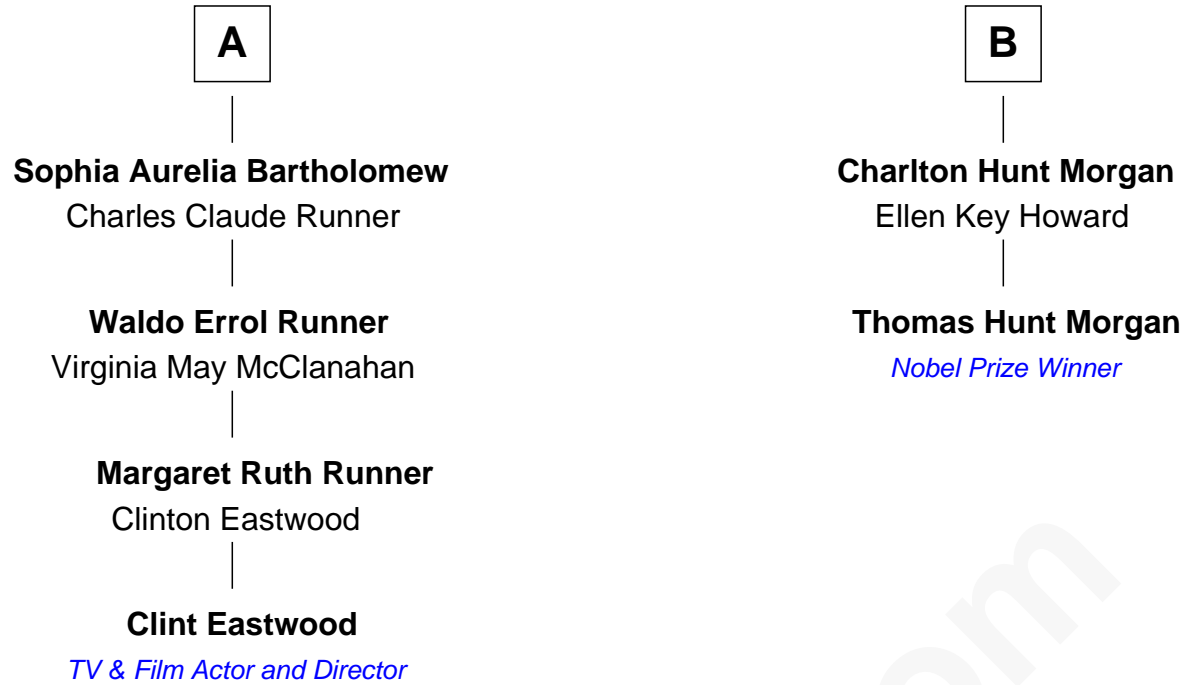 A
Sophia Aurelia Bartholomew
Charles Claude Runner
Waldo Errol Runner
Virginia May McClanahan
Margaret Ruth Runner
Clinton Eastwood
Clint Eastwood
TV & Film Actor and Director
B
Charlton Hunt Morgan
Ellen Key Howard
Thomas Hunt Morgan
Nobel Prize Winner
om